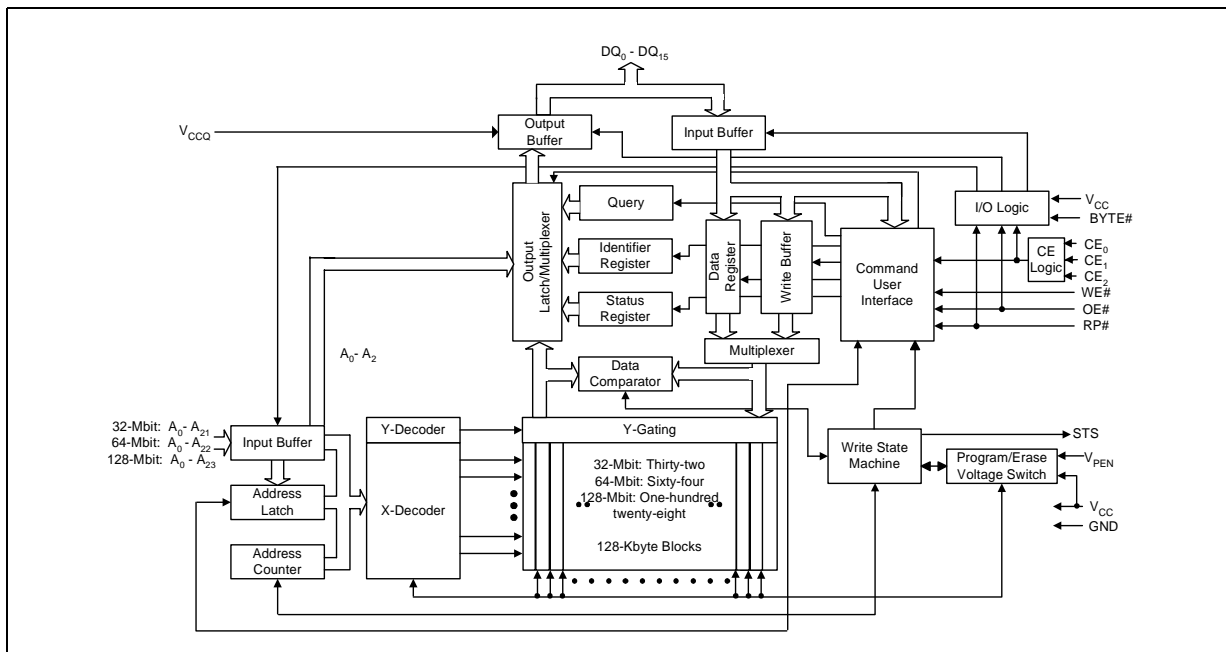 DQ0 - DQ15
Output
Buffer
Input Buffer
VCCQ
Output
Latch/Multiplexer
Query
Identifier
Register
Status
Register
Data
Register
Write Buffer
Command
User
Interface
I/O Logic
VCC
BYTE#
CE
Logic
CE0
CE1
CE2
WE#
OE#
RP#
Multiplexer
Data
Comparator
A0- A2
32-Mbit: A0- A21
64-Mbit: A0 - A22
128-Mbit: A0 - A23
Input Buffer
Address
Latch
Address
Counter
Y-Decoder
X-Decoder
Y-Gating
32-Mbit: Thirty-two
64-Mbit: Sixty-four
128-Mbit: One-hundred
twenty-eight
128-Kbyte Blocks
Write State
Machine
Program/Erase
Voltage Switch
STS
VPEN
VCC
GND